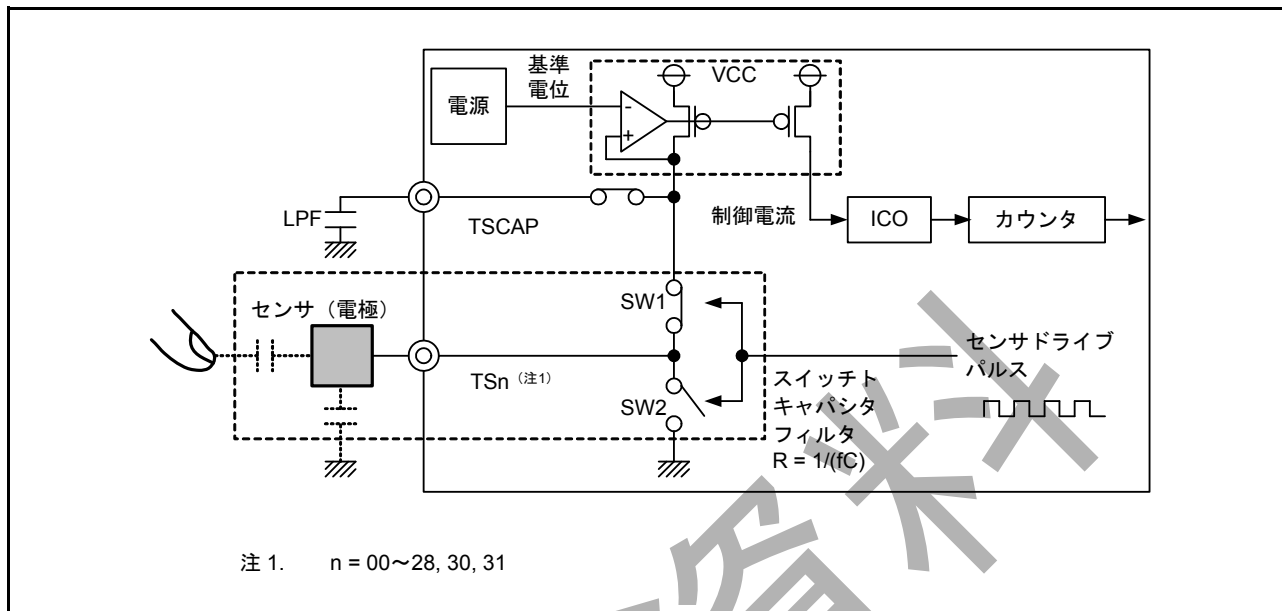 電源
基準
電位
VCC
-
+
LPF
TSCAP
制御電流
ICO
カウンタ
センサ（電極）
SW1
TSn（注1）
SW2
スイッチト
キャパシタ
フィルタ
R = 1/(fC)
センサドライブ
パルス
注 1. n = 00～28, 30, 31